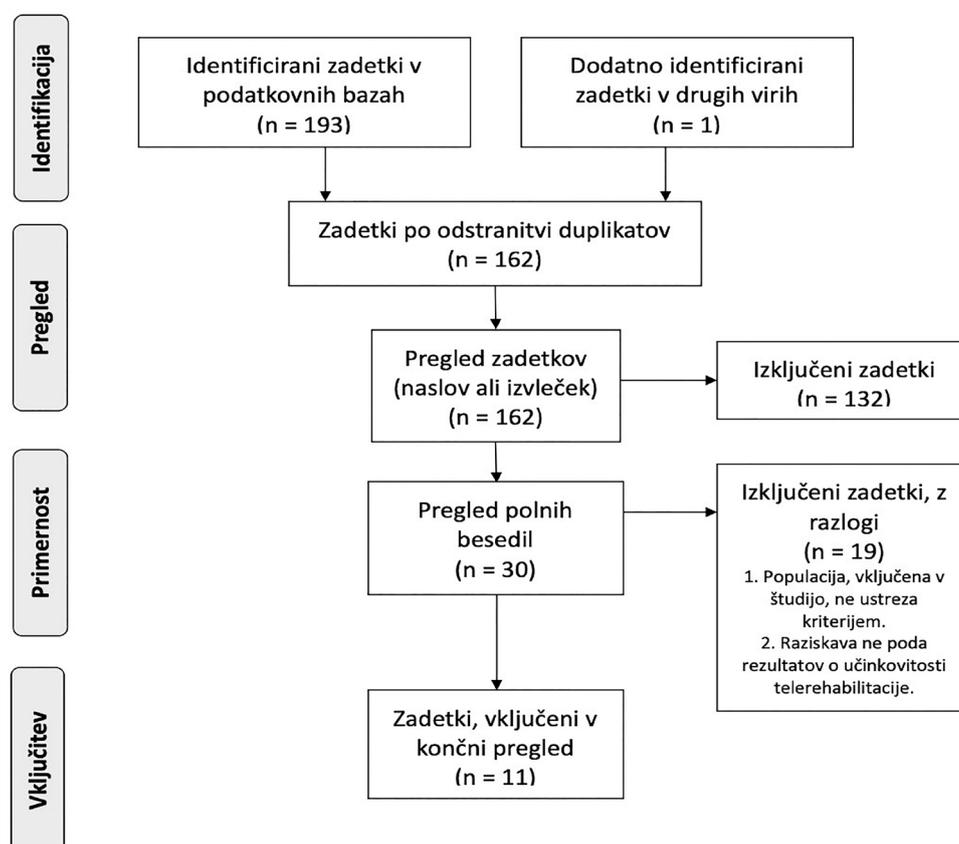 Identifikacija
Identificirani zadetki v
podatkovnih bazah
(n = 193)
Dodatno identificirani
zadetki v drugih virih
(n = 1)
Pregled
Zadetki po odstranitvi duplikatov
(n = 162)
Pregled zadetkov
(naslov ali izvleček)
(n = 162)
Izključeni zadetki
(n = 132)
Primernost
Pregled polnih
besedil
(n = 30)
Izključeni zadetki, z
razlogi
(n = 19)
1. Populacija, vključena v
študijo, ne ustreza
kriterijem.
2. Raziskava ne poda
rezultatov o učinkovitosti
telerehabilitacije.
Vključitev
Zadetki, vključeni v
končni pregled
(n = 11)